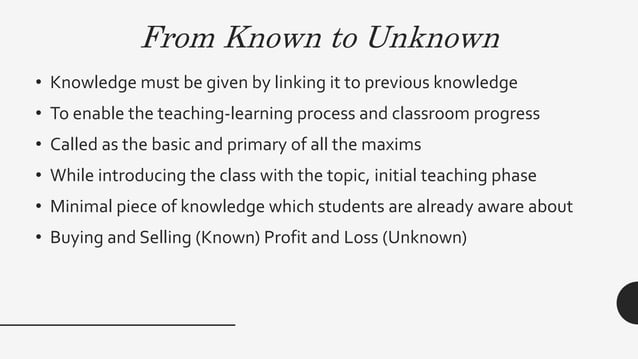 From Known to Unknown
• Knowledge must be given by linking it to previous knowledge
• To enable the teaching-learning process and classroom progress
• Called as the basic and primary of all the maxims
• While introducing the class with the topic, initial teaching phase
• Minimal piece of knowledge which students are already aware about
• Buying and Selling (Known) Profit and Loss (Unknown)